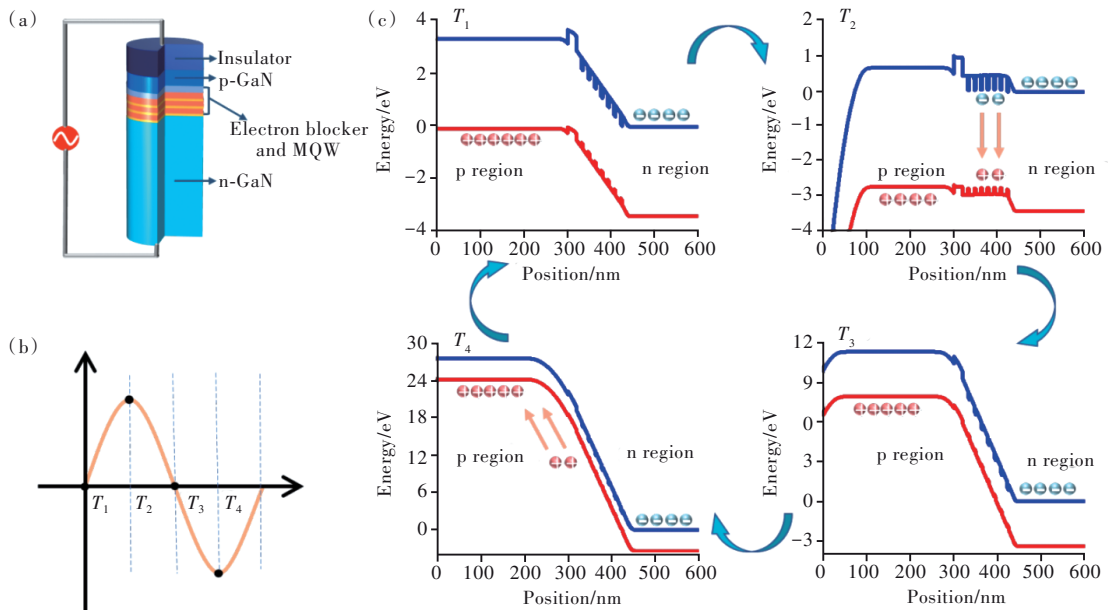 (a)
Insulator
p-GaN
Electron blocker
and MQW
n-GaN
(b)
T1
T2
T3
T4
(c)
T1
Energy/eV
4
2
0
−2
−4
p region
n region
0
100
200
300
400
500
600
Position/nm
T2
Energy/eV
2
1
0
−1
−2
−3
−4
p region
n region
0
100
200
300
400
500
600
Position/nm
T4
Energy/eV
30
24
18
12
6
0
p region
n region
0
100
200
300
400
500
600
Position/nm
T3
Energy/eV
12
9
6
0
3
0
−3
p region
n region
0
100
200
300
400
500
600
Position/nm